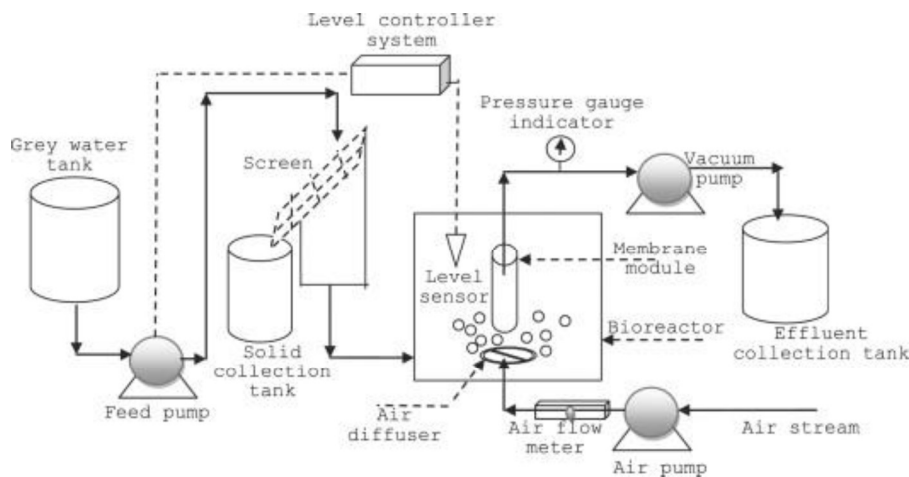 Level controller
system
Pressure gauge
indicator
Grey water
tank
Screen
Vacuum
pump
Level
sensor
Membrane
module
Bioreactor
Effluent
collection tank
Solid
collection
tank
Feed pump
Air
diffuser
Air flow
meter
Air stream
Air pump